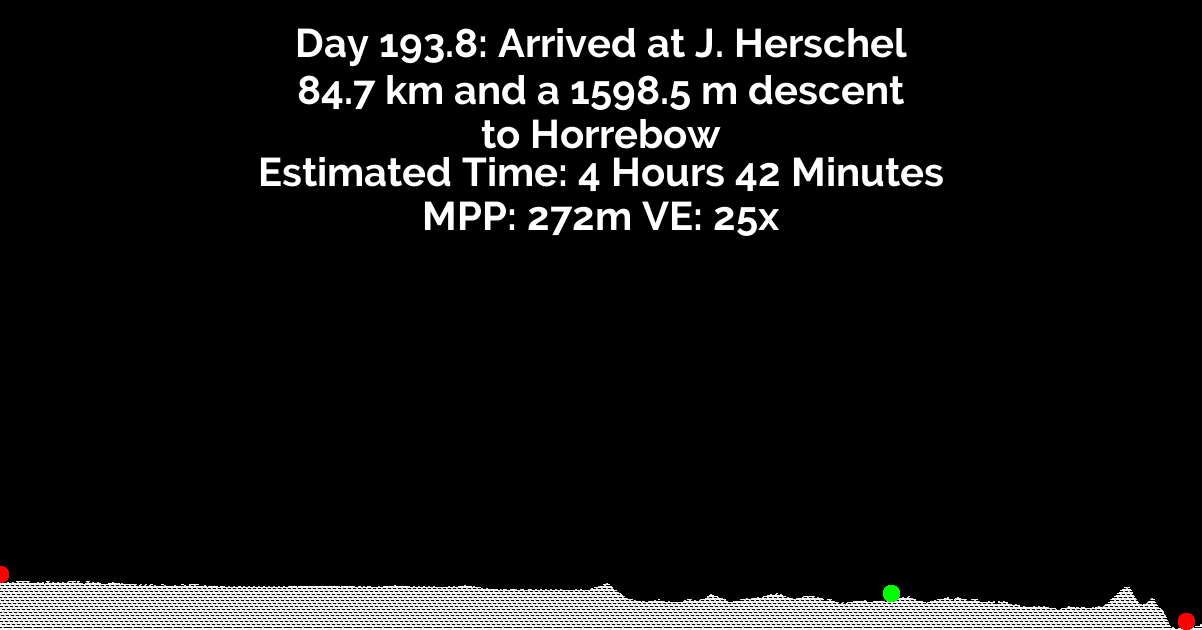 Day 193.8: Arrived at J. Herschel
84.7 km and a 1598.5 m descent
to Horrebow
Estimated Time: 4 Hours 42 Minutes
MPP: 272m VE: 25x